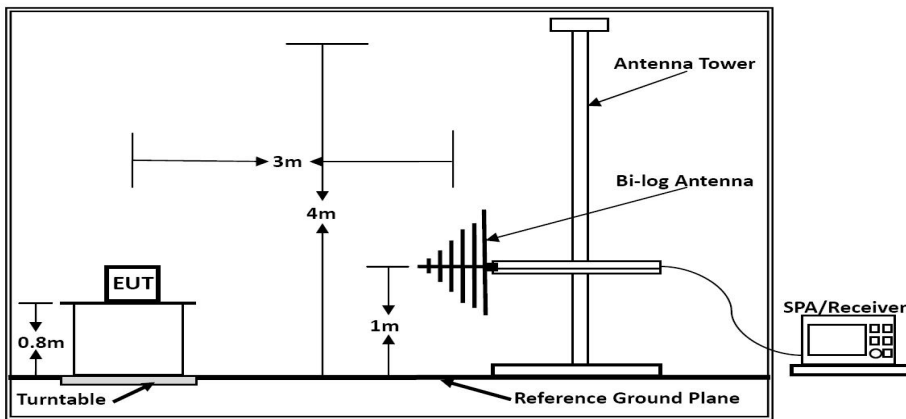 Antenna Tower
3m
Bi-log Antenna
4m
EUT
SPA/Receiver
0.8m
1m
Turntable
Reference Ground Plane